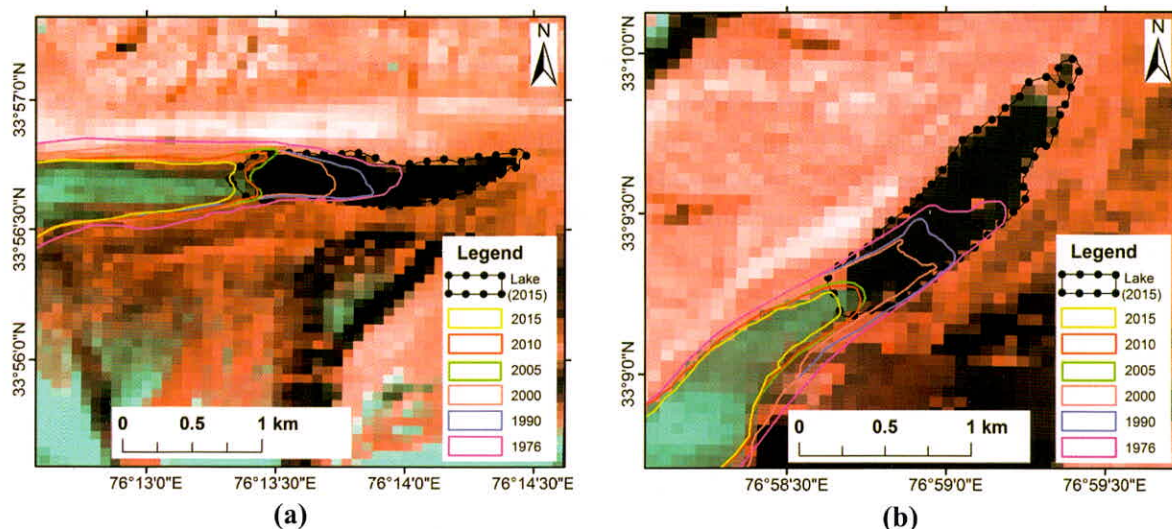 N
33°57'0"N
33°56'30"N
33°56'0"N
Legend
Lake
(2015)
2015
2010
2005
2000
1990
1976
0 0.5 1 km
76°13'0"E 76°13'30"E 76°14'0"E 76°14'30"E
(a)
N
33°10'0"N
33°9'30"N
33°9'0"N
Legend
Lake
(2015)
2015
2010
2005
2000
1990
1976
0 0.5 1 km
76°58'30"E 76°59'0"E 76°59'30"E
(b)